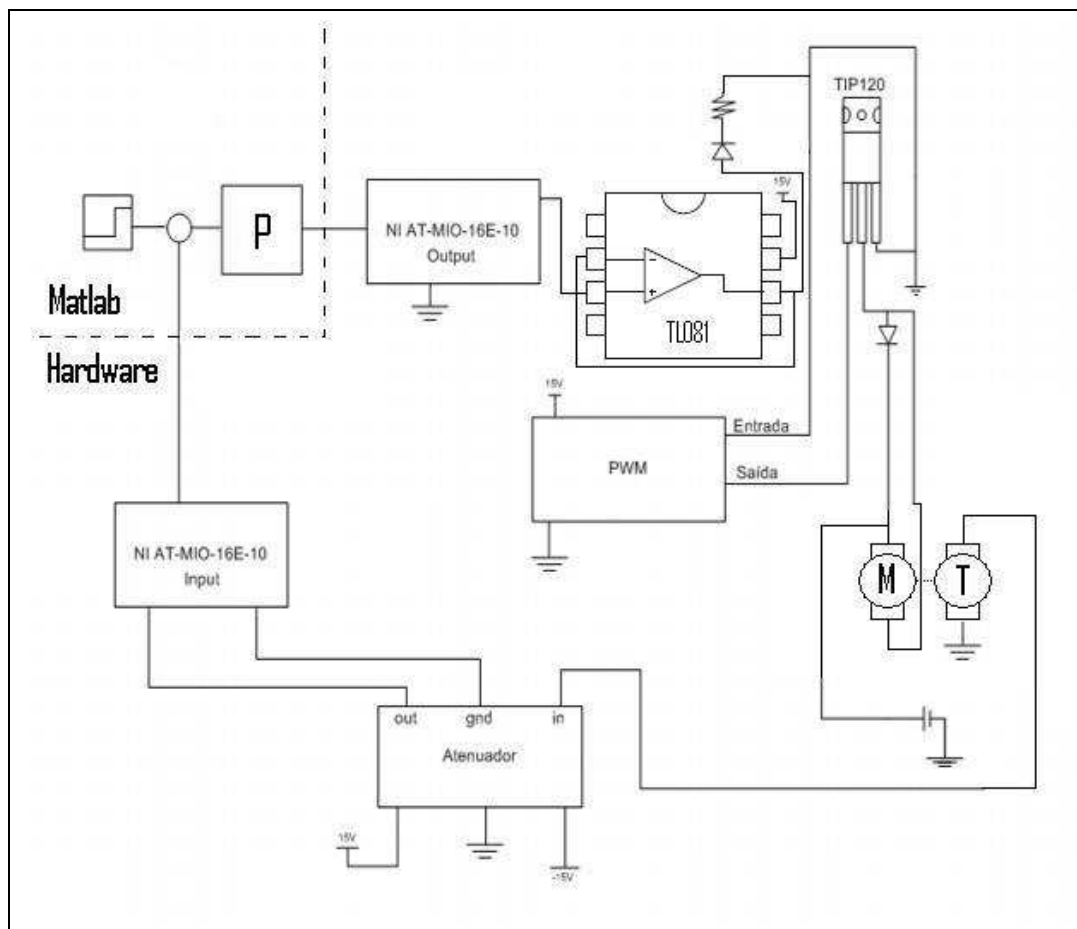 TIP120
15V
P
NI AT-MIO-16E-10
Output
Matlab
Hardware
-
+
TL081
15V
Entrada
PWM
Saída
NI AT-MIO-16E-10
Input
M
T
out
gnd
in
Atenuador
15V
-15V